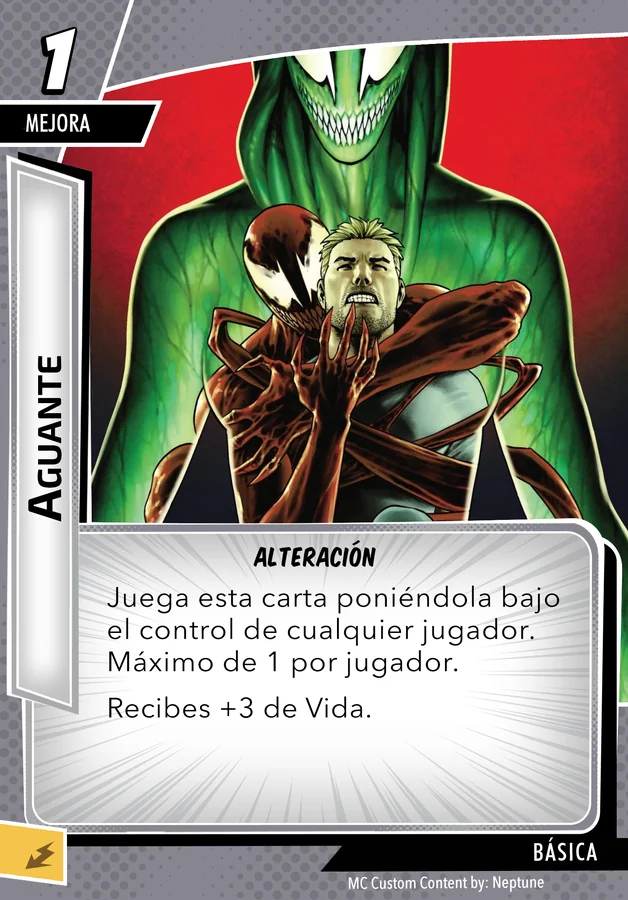 1
MEJORA
AGUANTE
ALTERACIÓN
Juega esta carta poniéndola bajo
el control de cualquier jugador.
Máximo de 1 por jugador.
Recibes +3 de Vida.
BÁSICA
MC Custom Content by: Neptune